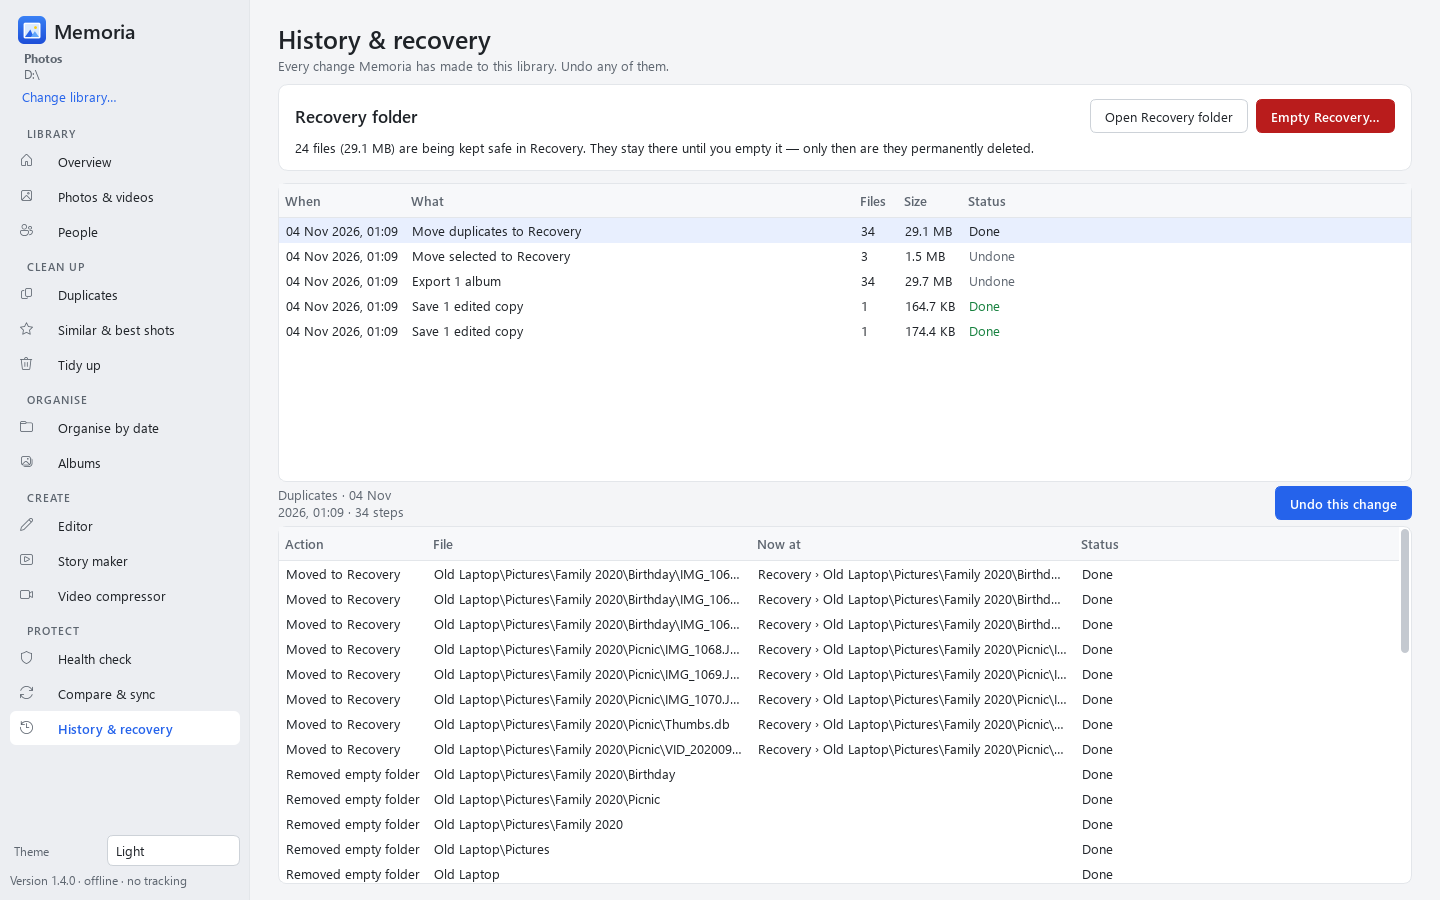 Memoria
Photos
D:\
Change library...
LIBRARY
Overview
Photos & videos
People
CLEAN UP
Duplicates
Similar & best shots
Tidy up
ORGANISE
Organise by date
Albums
CREATE
Editor
Story maker
Video compressor
PROTECT
Health check
Compare & sync
History & recovery
Theme Light
Version 1.4.0 · offline · no tracking
History & recovery
Every change Memoria has made to this library. Undo any of them.
Recovery folder
Open Recovery folder
Empty Recovery...
24 files (29.1 MB) are being kept safe in Recovery. They stay there until you empty it — only then are they permanently deleted.
When What Files Size Status
04 Nov 2026, 01:09 Move duplicates to Recovery 34 29.1 MB Done
04 Nov 2026, 01:09 Move selected to Recovery 3 1.5 MB Undone
04 Nov 2026, 01:09 Export 1 album 34 29.7 MB Undone
04 Nov 2026, 01:09 Save 1 edited copy 1 164.7 KB Done
04 Nov 2026, 01:09 Save 1 edited copy 1 174.4 KB Done
Duplicates · 04 Nov
2026, 01:09 · 34 steps
Undo this change
Action File Now at Status
Moved to Recovery Old Laptop\Pictures\Family 2020\Birthday\IMG_106... Recovery › Old Laptop\Pictures\Family 2020\Birthd... Done
Moved to Recovery Old Laptop\Pictures\Family 2020\Birthday\IMG_106... Recovery › Old Laptop\Pictures\Family 2020\Birthd... Done
Moved to Recovery Old Laptop\Pictures\Family 2020\Birthday\IMG_106... Recovery › Old Laptop\Pictures\Family 2020\Birthd... Done
Moved to Recovery Old Laptop\Pictures\Family 2020\Picnic\IMG_1068.J... Recovery › Old Laptop\Pictures\Family 2020\Picnic\I... Done
Moved to Recovery Old Laptop\Pictures\Family 2020\Picnic\IMG_1069.J... Recovery › Old Laptop\Pictures\Family 2020\Picnic\I... Done
Moved to Recovery Old Laptop\Pictures\Family 2020\Picnic\IMG_1070.J... Recovery › Old Laptop\Pictures\Family 2020\Picnic\I... Done
Moved to Recovery Old Laptop\Pictures\Family 2020\Picnic\Thumbs.db Recovery › Old Laptop\Pictures\Family 2020\Picnic\... Done
Moved to Recovery Old Laptop\Pictures\Family 2020\Picnic\VID_202009... Recovery › Old Laptop\Pictures\Family 2020\Picnic\... Done
Removed empty folder Old Laptop\Pictures\Family 2020\Birthday Done
Removed empty folder Old Laptop\Pictures\Family 2020\Picnic Done
Removed empty folder Old Laptop\Pictures\Family 2020 Done
Removed empty folder Old Laptop\Pictures Done
Removed empty folder Old Laptop Done